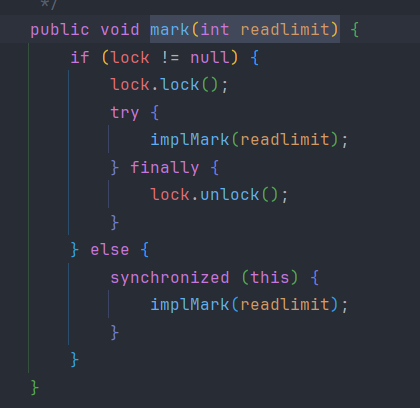 */
public void mark(int readlimit) {
if (lock != null) {
lock.lock();
try {
implMark(readlimit);
} finally {
lock.unlock();
}
} else {
synchronized (this) {
implMark(readlimit);
}
}
}